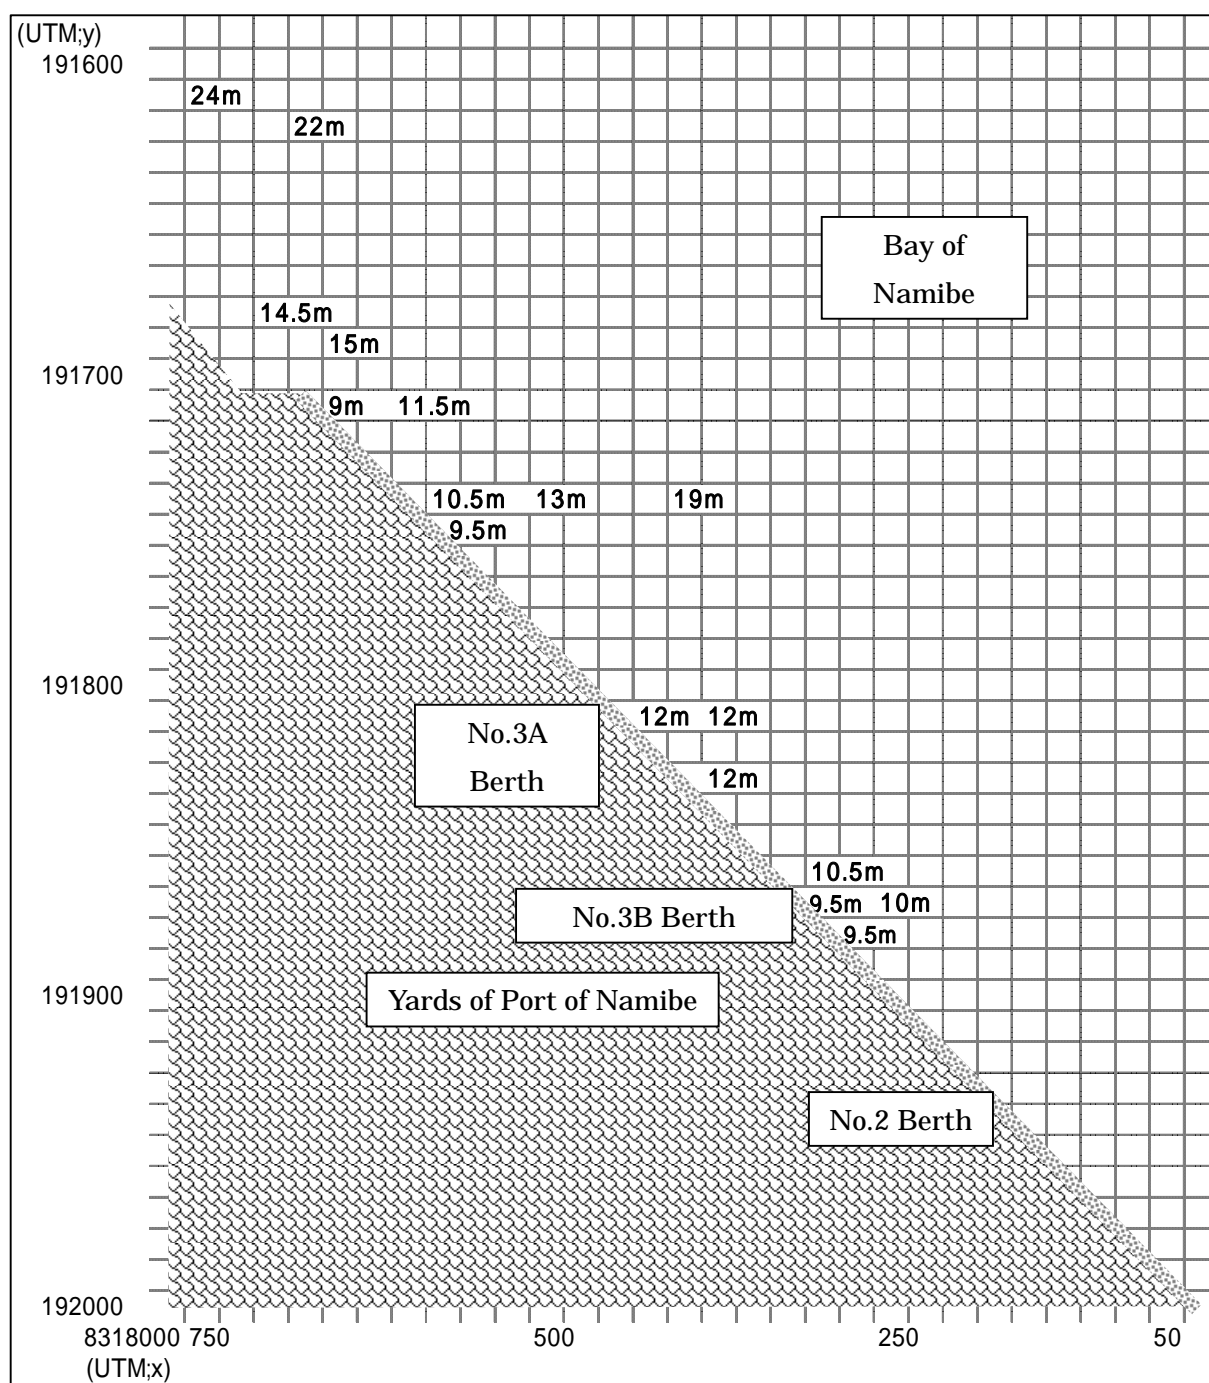 (UTM;y)
191600
24m
22m
Bay of
Namibe
14.5m
15m
191700
9m 11.5m
10.5m 13m 19m
9.5m
191800
12m 12m
No.3A
Berth
12m
10.5m
9.5m 10m
No.3B Berth
9.5m
191900
Yards of Port of Namibe
No.2 Berth
192000
8318000 750 500 250 50
(UTM;x)